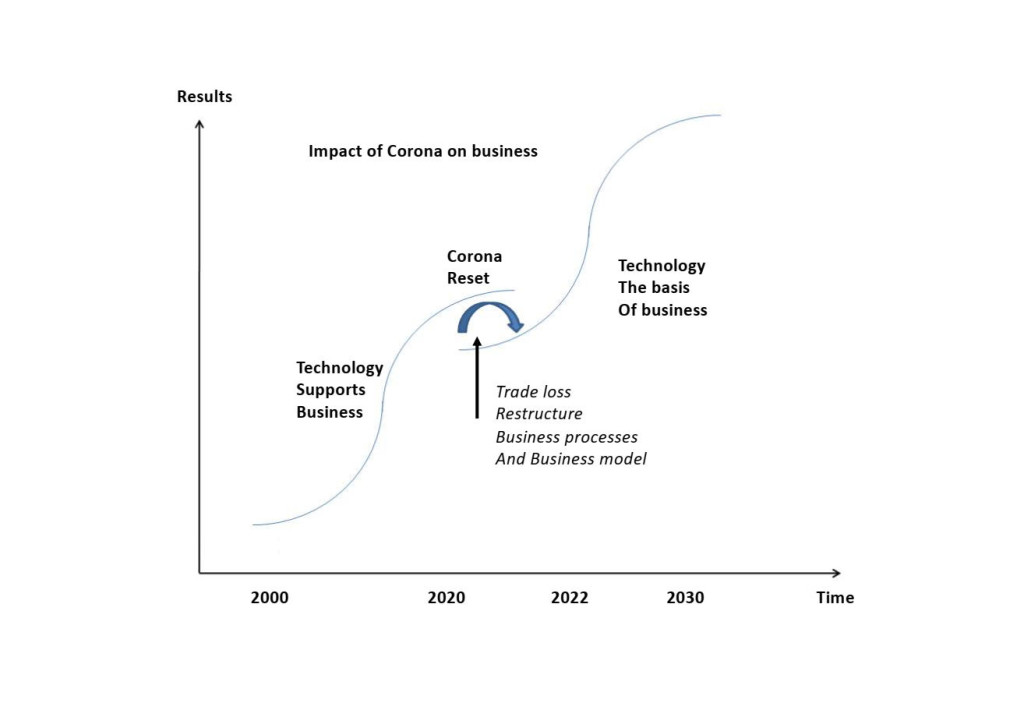 Results
Impact of Corona on business
Corona
Reset
Technology
The basis
Of business
Technology
Supports
Business
Trade loss
Restructure
Business processes
And Business model
2000
2020
2022
2030
Time